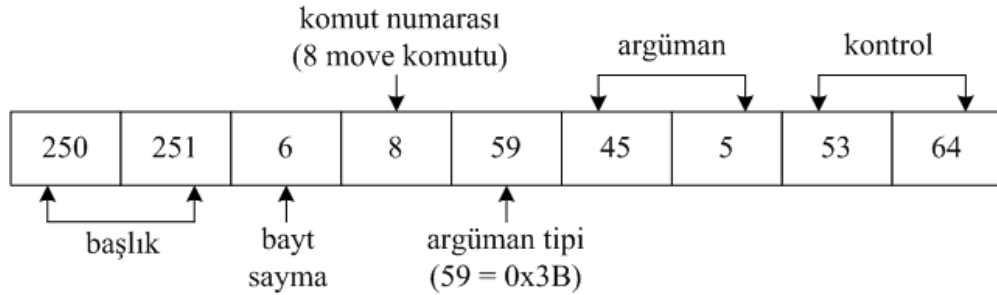 komut numarası
(8 move komutu)
argüman
kontrol
250 251 6 8 59 45 5 53 64
başlık
bayt
sayma
argüman tipi
(59 = 0x3B)